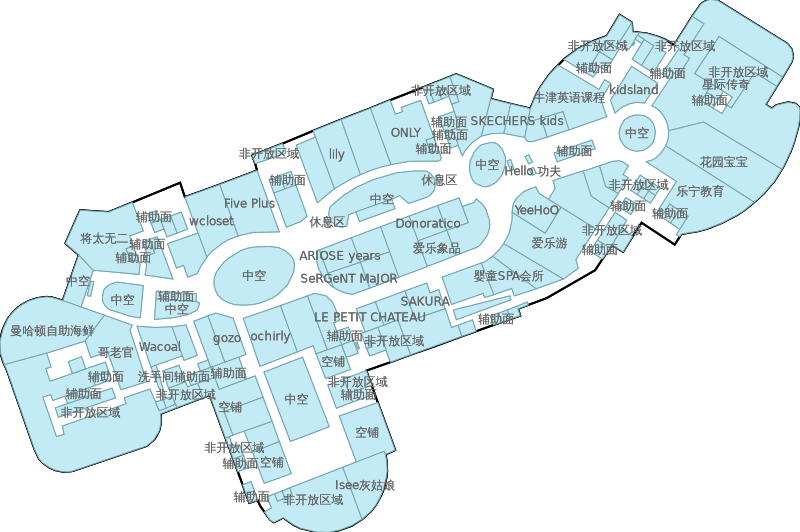 非开放区域
非开放区域
辅助面
辅助面
非开放区域
星际传奇
非开放区域
kidsland
牛津英语课程
辅助面
辅助面
SKECHERS kids
ONLY
辅助面
中空
辅助面
非开放区域
lily
辅助面
中空
Hello 功夫
花园宝宝
辅助面
休息区
非开放区域
乐宁教育
中空
Five Plus
辅助面
YeeHoO
辅助面
辅助面
wcloset
休息区
Donoratico
非开放区域
将太无二
辅助面
爱乐象品
爱乐游
辅助面
辅助面
ARIOSE years
中空
SeRGeNT MaJOR
婴童SPA会所
中空
中空
辅助面
中空
SAKURA
LE PETIT CHATEAU
辅助面
曼哈顿自助海鲜
gozo
ochirly
辅助面
非开放区域
哥老官
Wacoal
空铺
辅助面
洗手间
辅助面
辅助面
非开放区域
辅助面
非开放区域
辅助面
中空
非开放区域
空铺
空铺
非开放区域
辅助面
空铺
Isee灰姑娘
辅助面
非开放区域